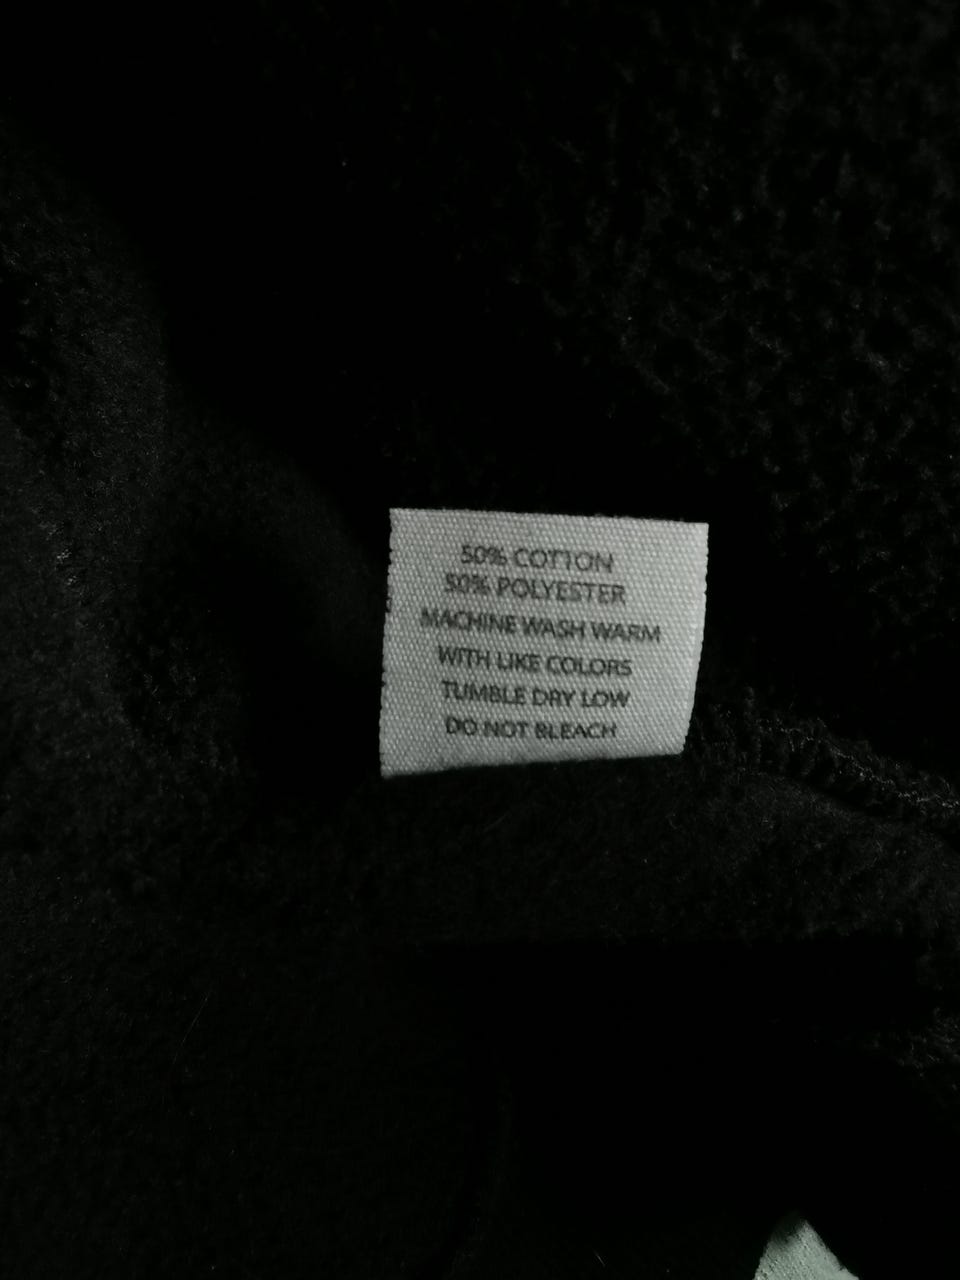 50% COTTON
50% POLYESTER
MACHINE WASH WARM
WITH LIKE COLORS
TUMBLE DRY LOW
DO NOT BLEACH